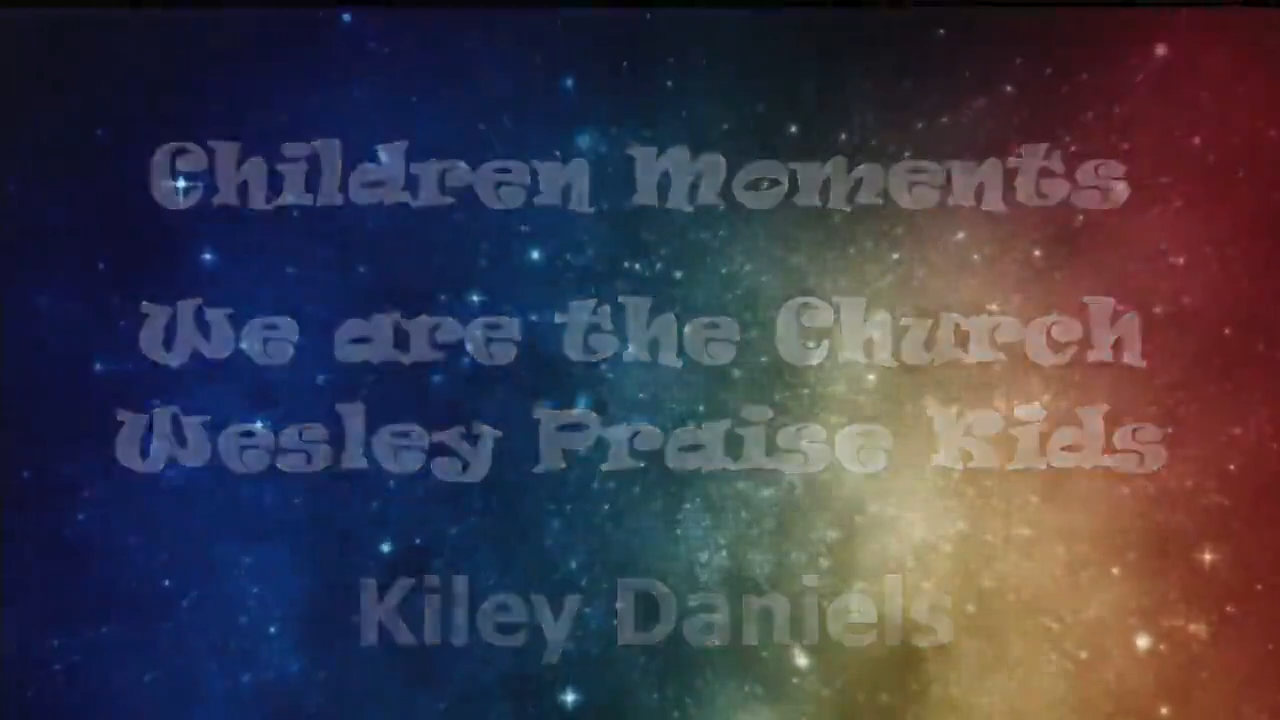 Children Moments
We are the Church
Wesley Praise Kids
Kiley Daniels